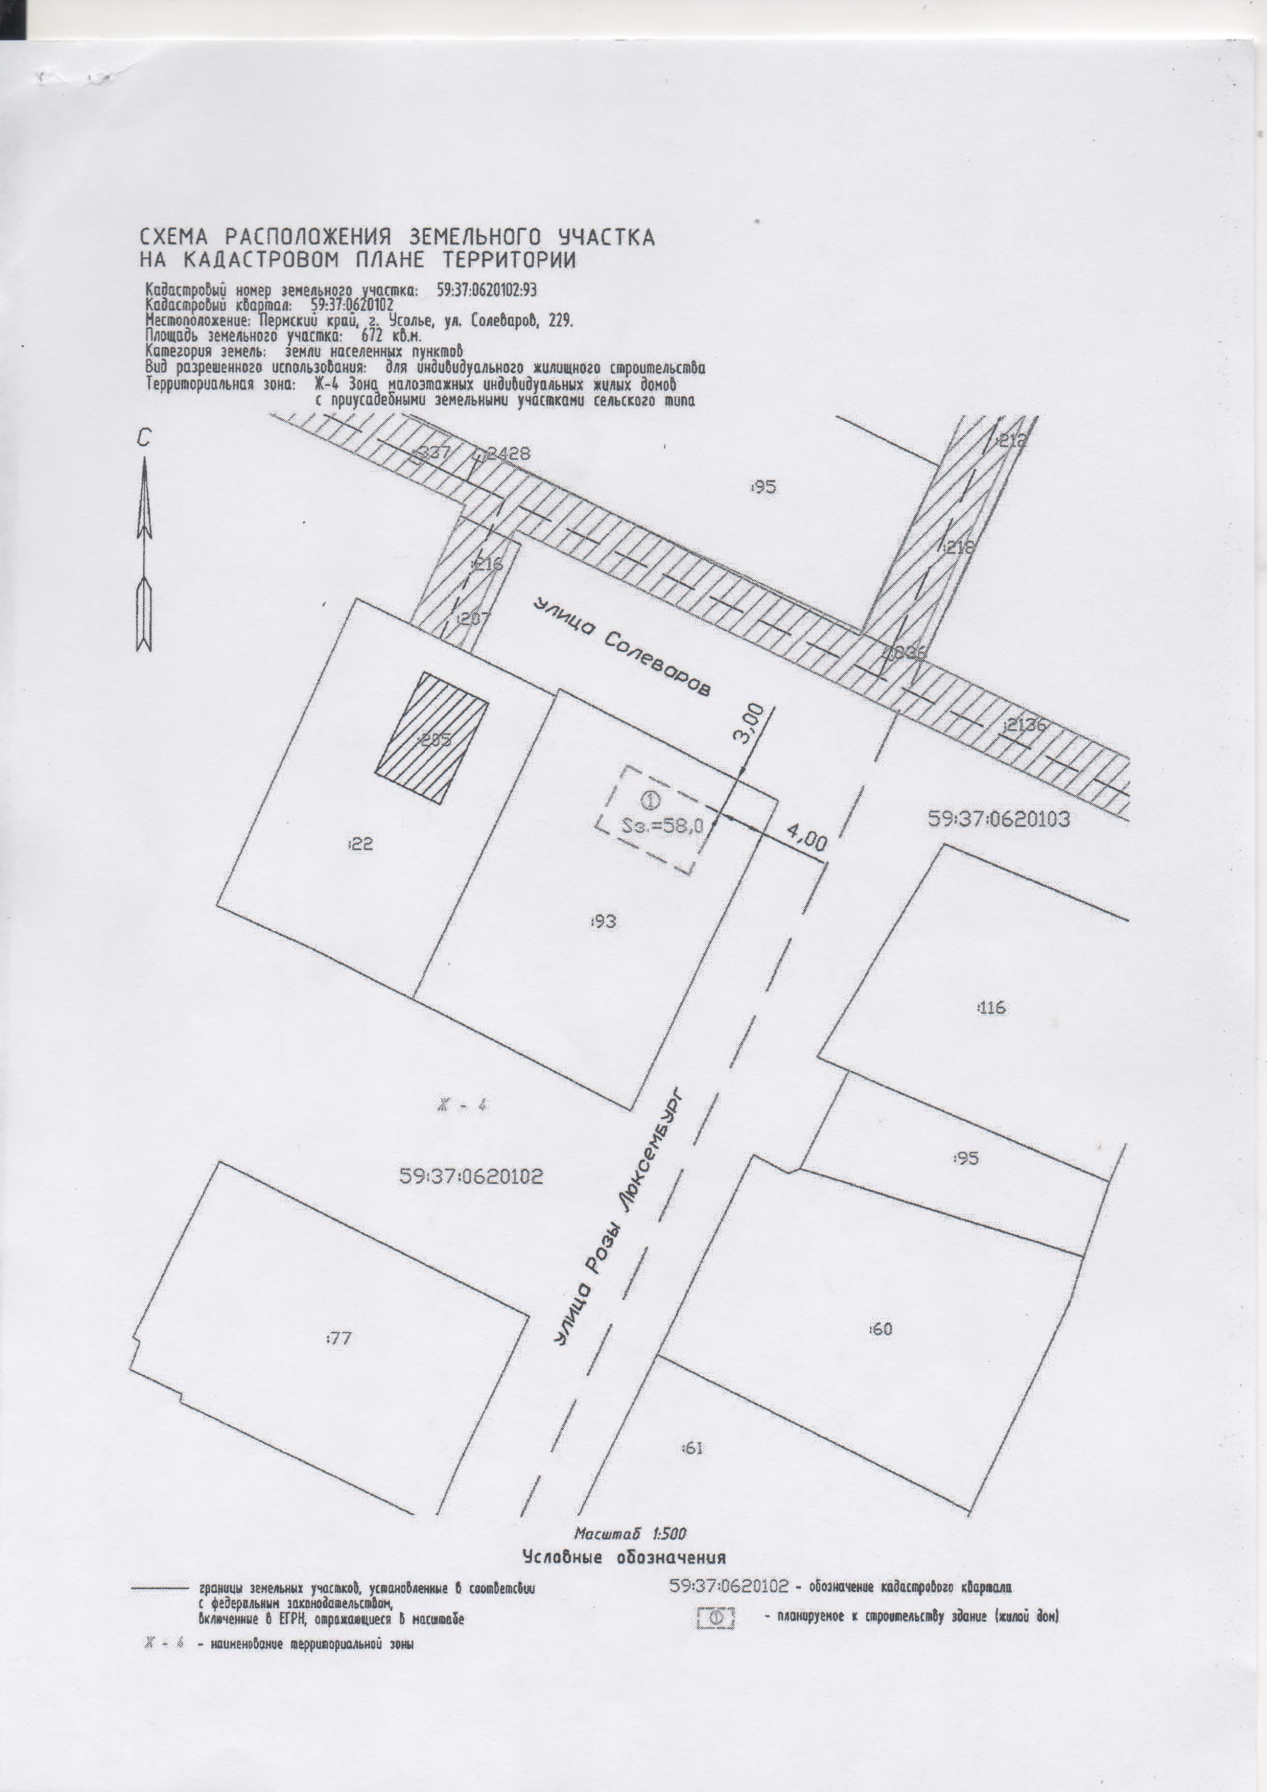 СХЕМА РАСПОЛОЖЕНИЯ ЗЕМЕЛЬНОГО УЧАСТКА
НА КАДАСТРОВОМ ПЛАНЕ ТЕРРИТОРИИ
Кадастровый номер земельного участка: 59:37:0620102:93
Кадастровый квартал: 59:37:0620102
Местоположение: Пермский край, г. Усолье, ул. Солеваров, 229.
Площадь земельного участка: 672 кв.м.
Категория земель: земли населенных пунктов
Вид разрешенного использования: для индивидуального жилищного строительства
Территориальная зона: Ж-4 Зона малоэтажных индивидуальных жилых домов
с приусадебными земельными участками сельского типа
С
:337
:2428
:212
:95
:218
:216
:207
улица Солеваров
:2136
3,00
:205
1
Sз.=58,0
4,00
59:37:0620103
:22
:93
:116
Ж - 4
:95
59:37:0620102
улица Розы Люксембург
:77
:60
:61
Масштаб 1:500
Условные обозначения
границы земельных участков, установленные в соответсвии
с федеральным законодательством,
включенные в ЕГРН, отражающиеся в масштабе
Ж - 4 - наименование территориальной зоны
59:37:0620102 - обозначение кадастрового квартала
1 - планируемое к строительству здание (жилой дом)